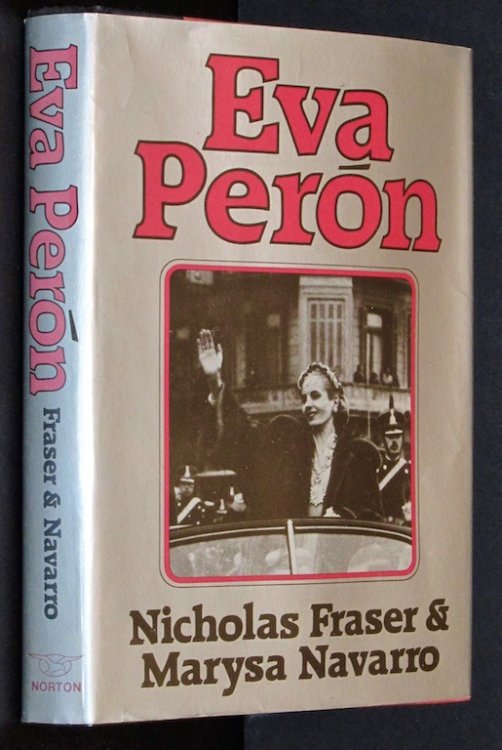 Eva
Perón
Nicholas Fraser &
Marysa Navarro
Eva Perón
Fraser & Navarro
NORTON